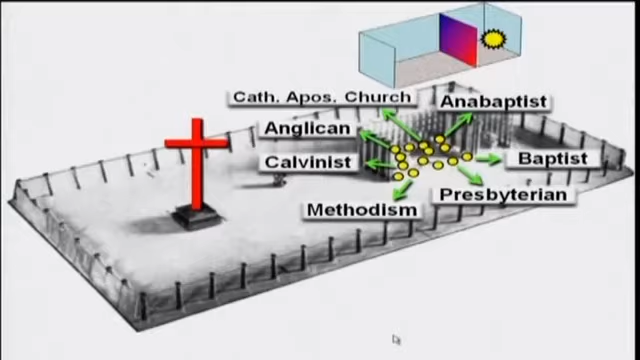 Cath. Apos. Church
Anabaptist
Anglican
Calvinist
Baptist
Methodism
Presbyterian